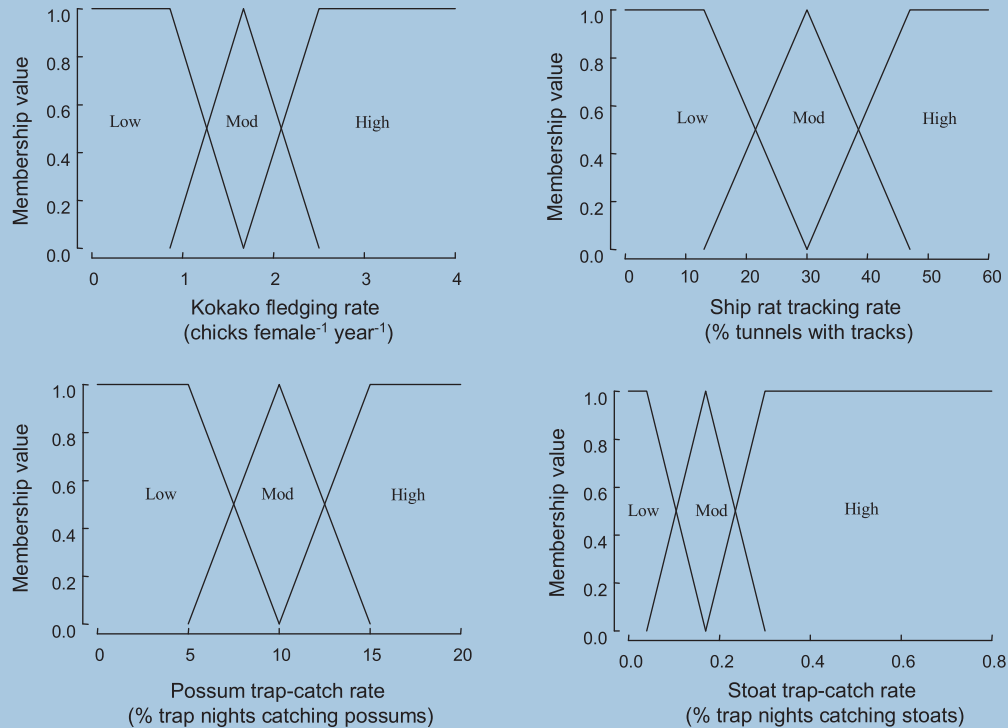 Membership value
1.0
0.8
0.6
0.4
0.2
0.0
Low
Mod
High
0 1 2 3 4
Kokako fledging rate
(chicks female⁻¹ year⁻¹)
Membership value
1.0
0.8
0.6
0.4
0.2
0.0
Low
Mod
High
0 10 20 30 40 50 60
Ship rat tracking rate
(% tunnels with tracks)
Membership value
1.0
0.8
0.6
0.4
0.2
0.0
Low
Mod
High
0 5 10 15 20
Possum trap-catch rate
(% trap nights catching possums)
Membership value
1.0
0.8
0.6
0.4
0.2
0.0
Low
Mod
High
0.0 0.2 0.4 0.6 0.8
Stoat trap-catch rate
(% trap nights catching stoats)